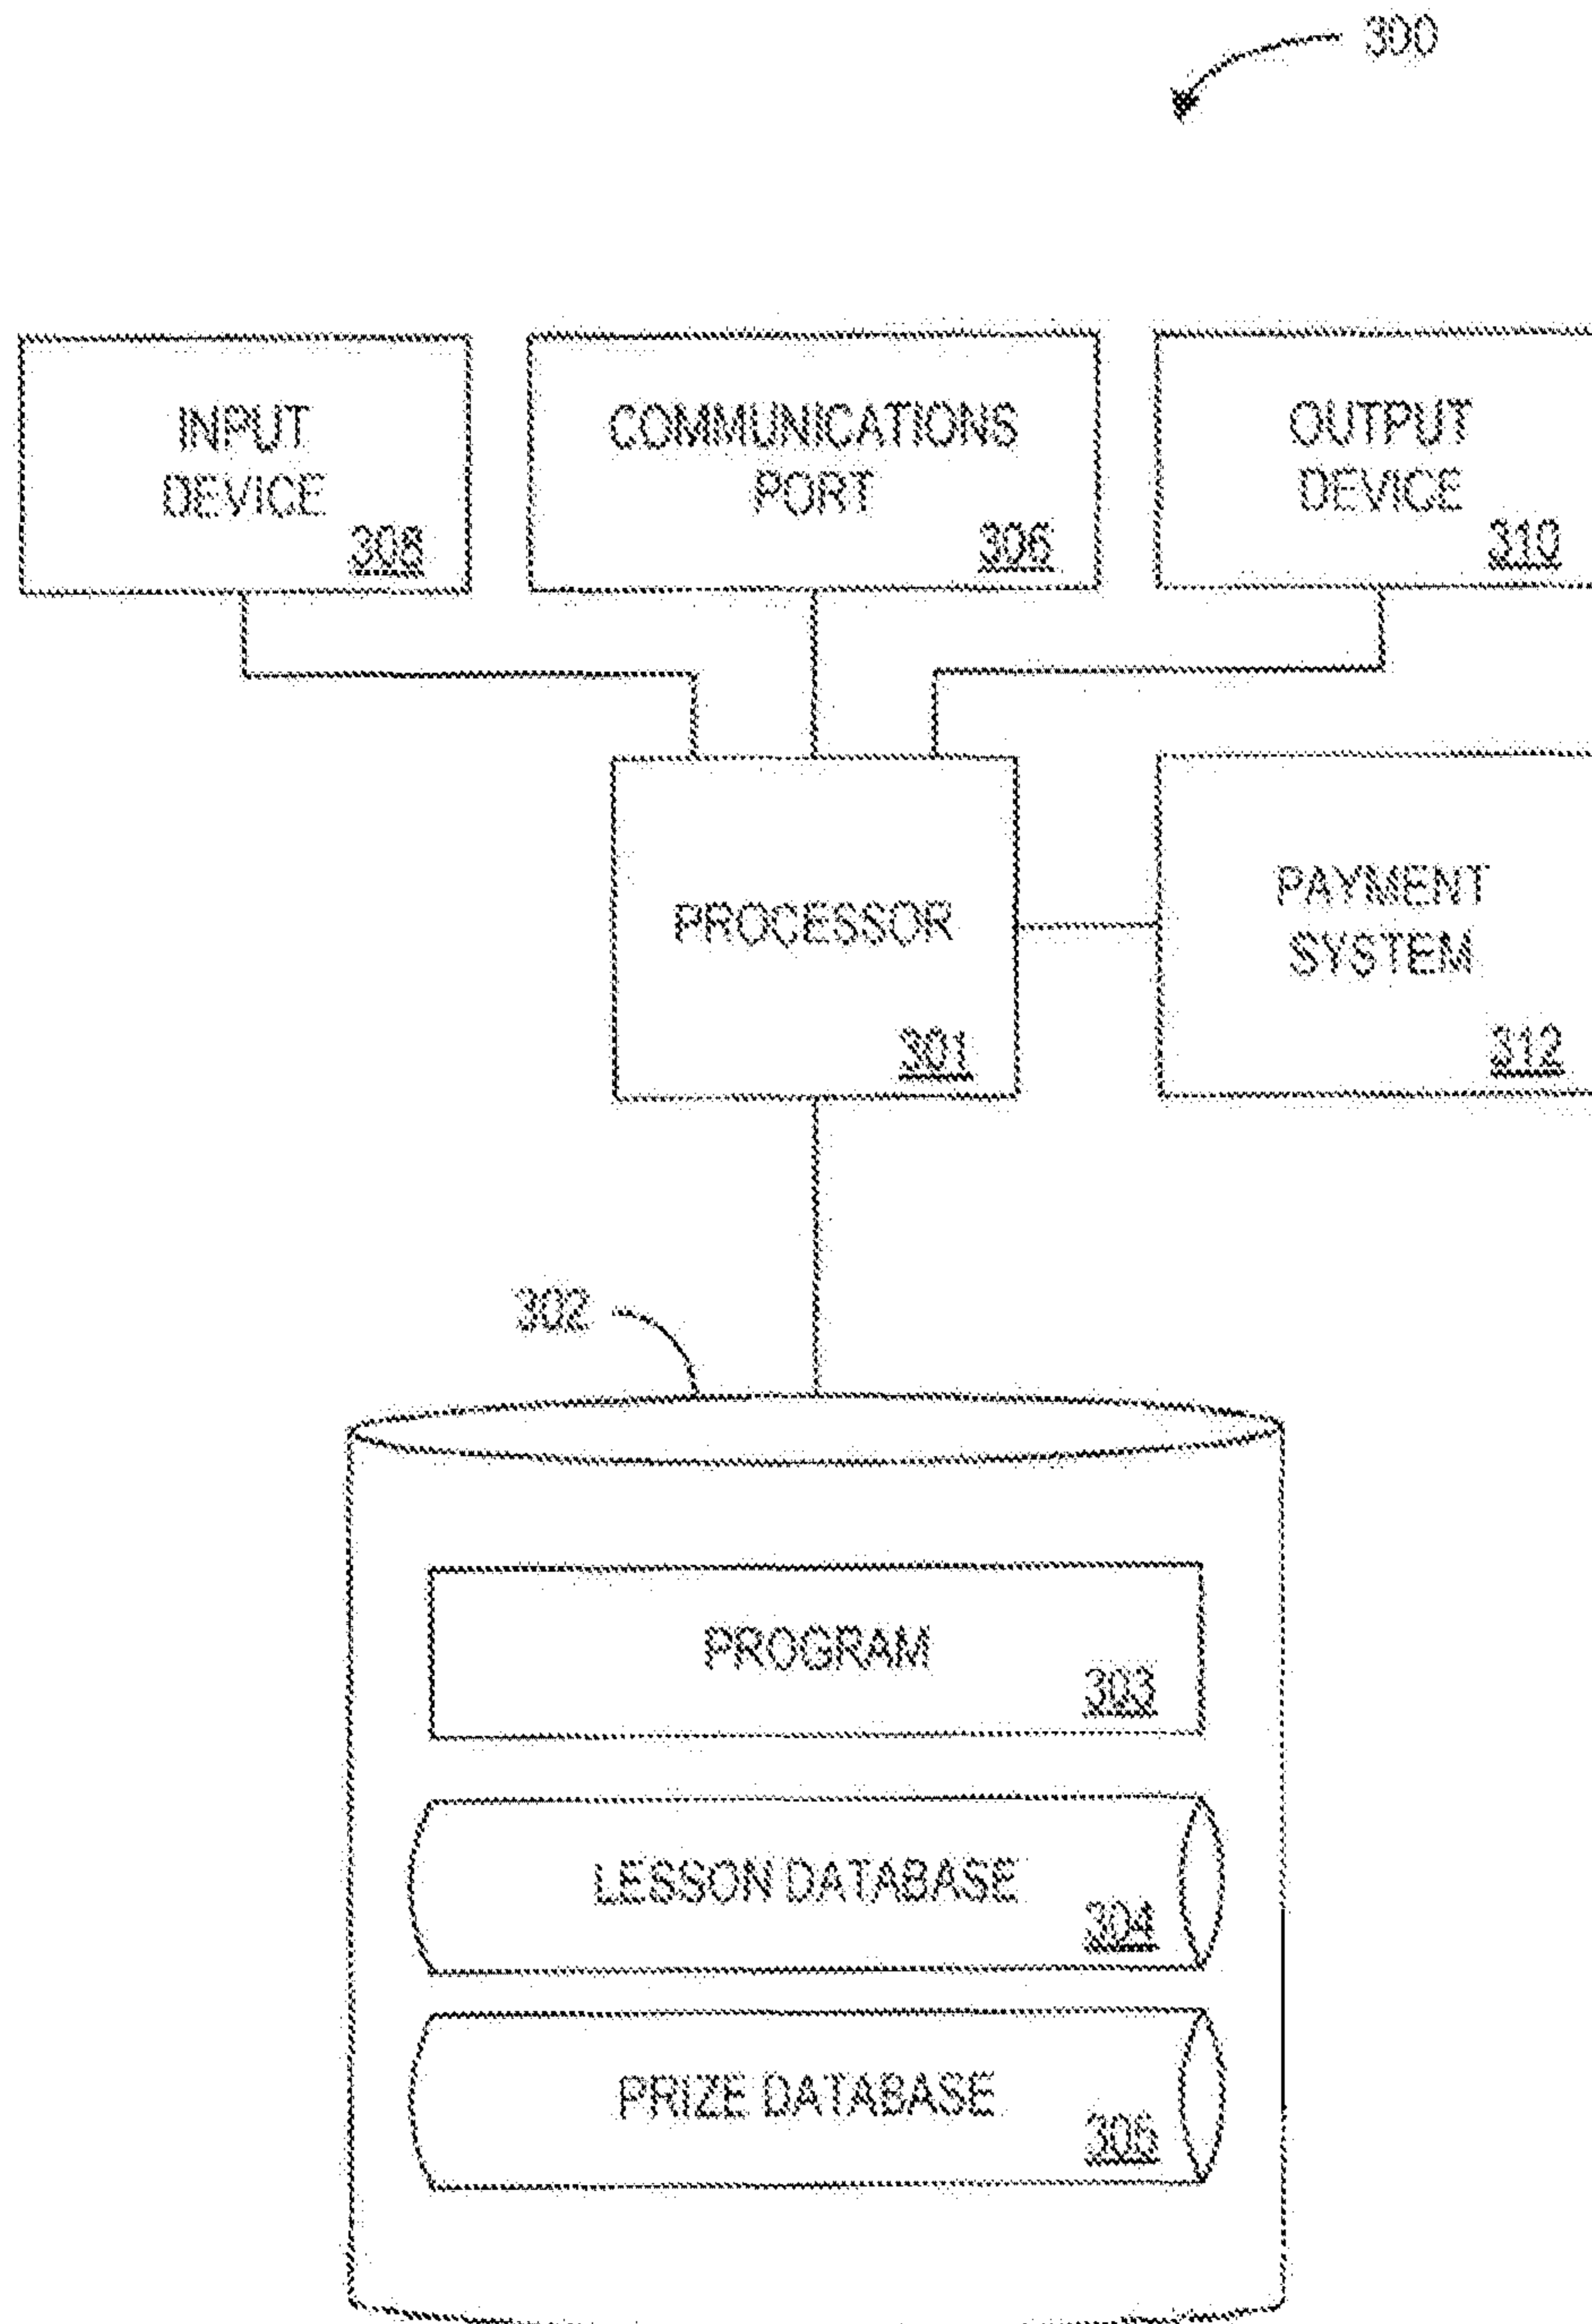 300
INPUT
DEVICE
308
COMMUNICATIONS
PORT
306
OUTPUT
DEVICE
310
PROCESSOR
301
PAYMENT
SYSTEM
312
302
PROGRAM
303
LESSON DATABASE
304
PRIZE DATABASE
305